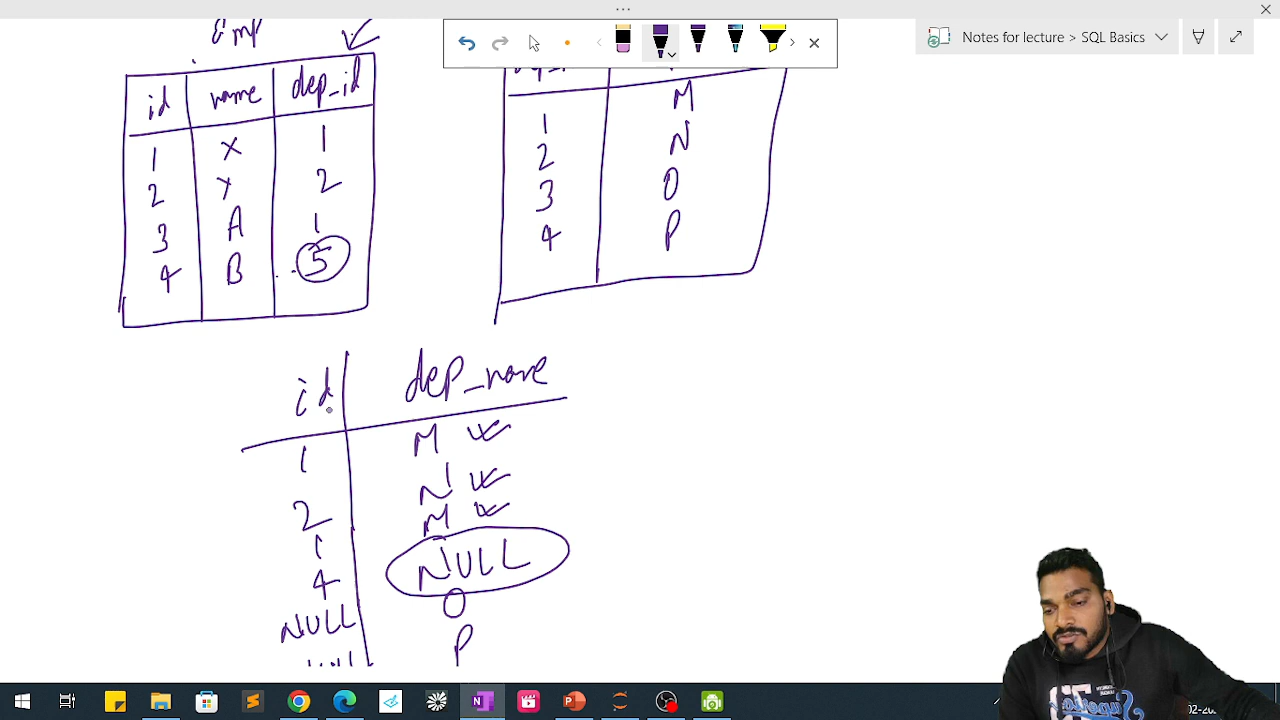 Notes for lecture > SQL Basics
Emp
id name dep_id
1 X 1
2 Y 2
3 A 1
4 B 5
M
1 N
2 O
3 P
4
id dep_name
1 M
2 N
1 M
4 NULL
NULL O
P